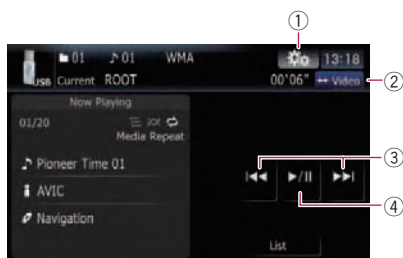 ①
01 01 WMA 13:18
USB Current ROOT 00'06" Video ②
Now Playing
01/20
Media Repeat
③
Pioneer Time 01
AVIC
④
Navigation
List